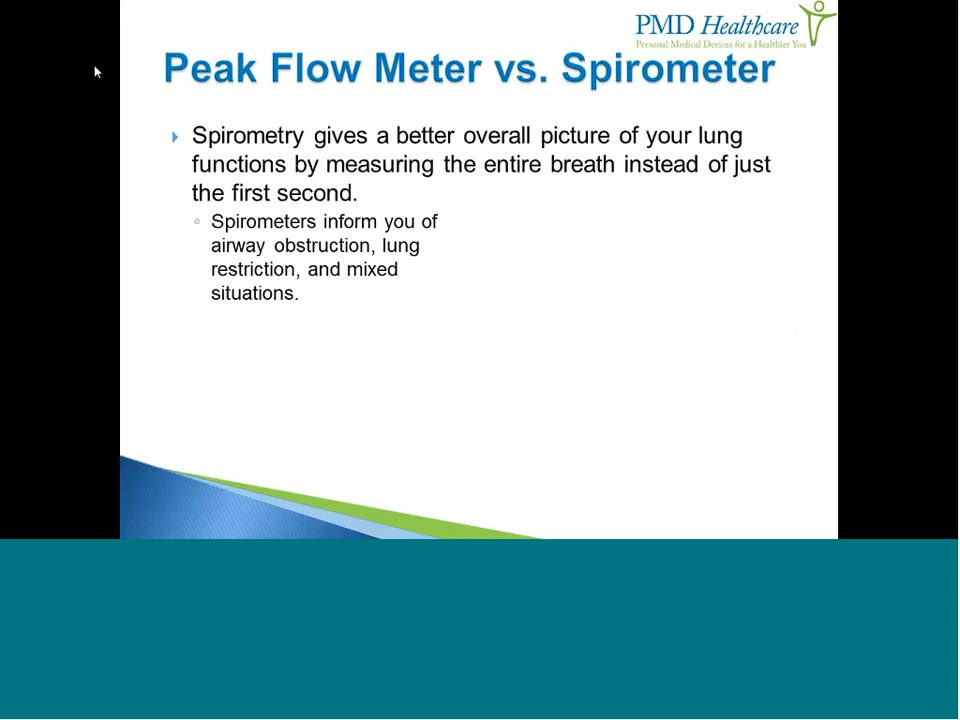 PMD Healthcare
Personal Medical Devices for a Healthier You
Peak Flow Meter vs. Spirometer
Spirometry gives a better overall picture of your lung
functions by measuring the entire breath instead of just
the first second.
Spirometers inform you of
airway obstruction, lung
restriction, and mixed
situations.